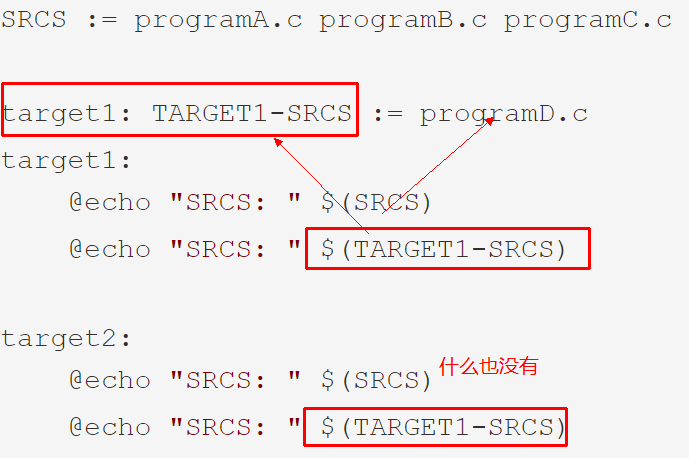 SRCS := programA.c programB.c programC.c
target1: TARGET1-SRCS := programD.c
target1:
@echo "SRCS: " $(SRCS)
@echo "SRCS: " $(TARGET1-SRCS)
target2:
@echo "SRCS: " $(SRCS) 什么也没有
@echo "SRCS: " $(TARGET1-SRCS)